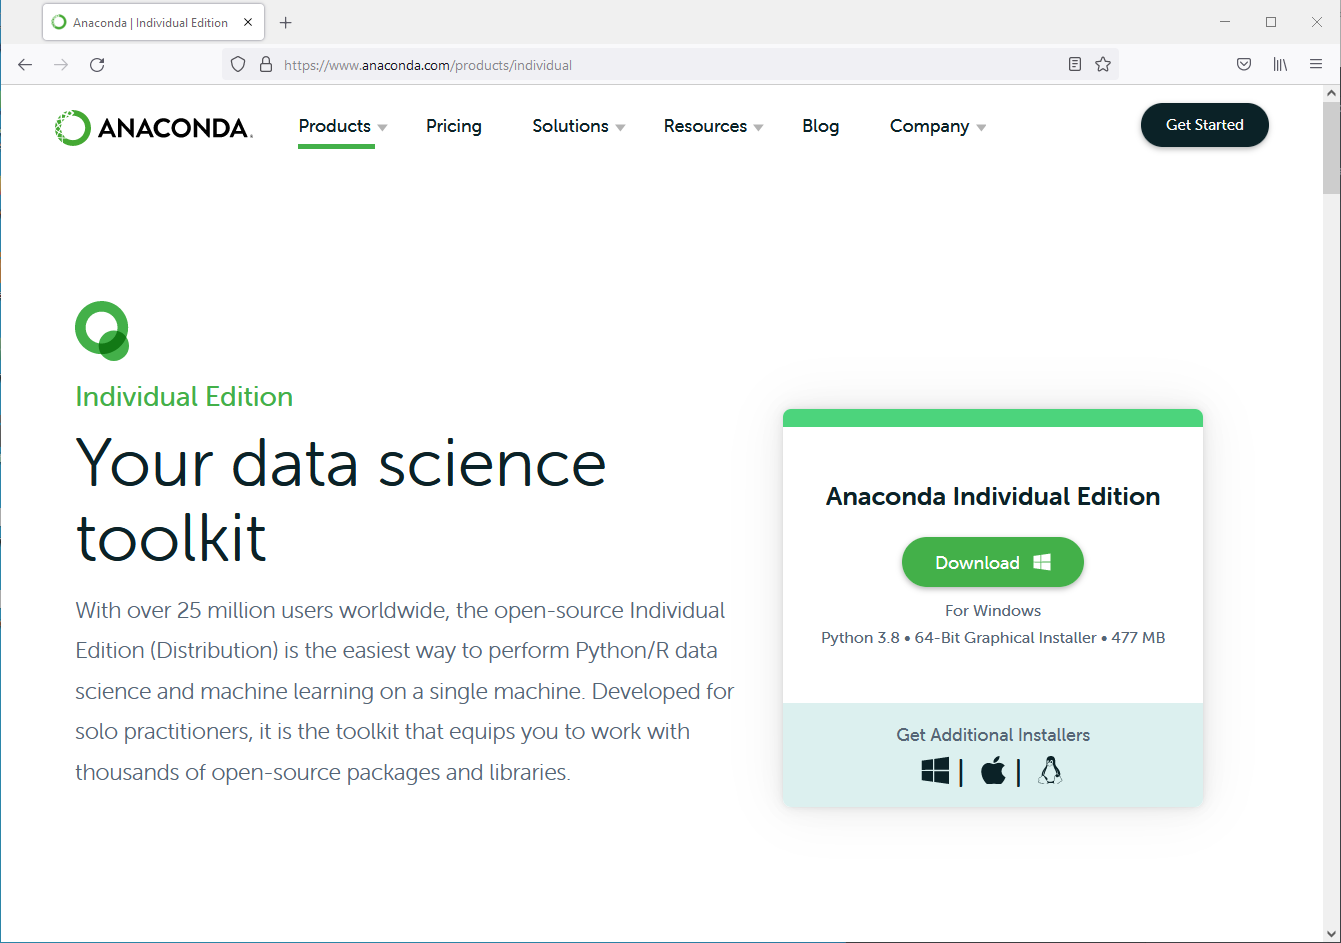 Anaconda | Individual Edition
https://www.anaconda.com/products/individual
ANACONDA.
Products
Pricing
Solutions
Resources
Blog
Company
Get Started
Individual Edition
Your data science
toolkit
With over 25 million users worldwide, the open-source Individual
Edition (Distribution) is the easiest way to perform Python/R data
science and machine learning on a single machine. Developed for
solo practitioners, it is the toolkit that equips you to work with
thousands of open-source packages and libraries.
Anaconda Individual Edition
Download
For Windows
Python 3.8 • 64-Bit Graphical Installer • 477 MB
Get Additional Installers